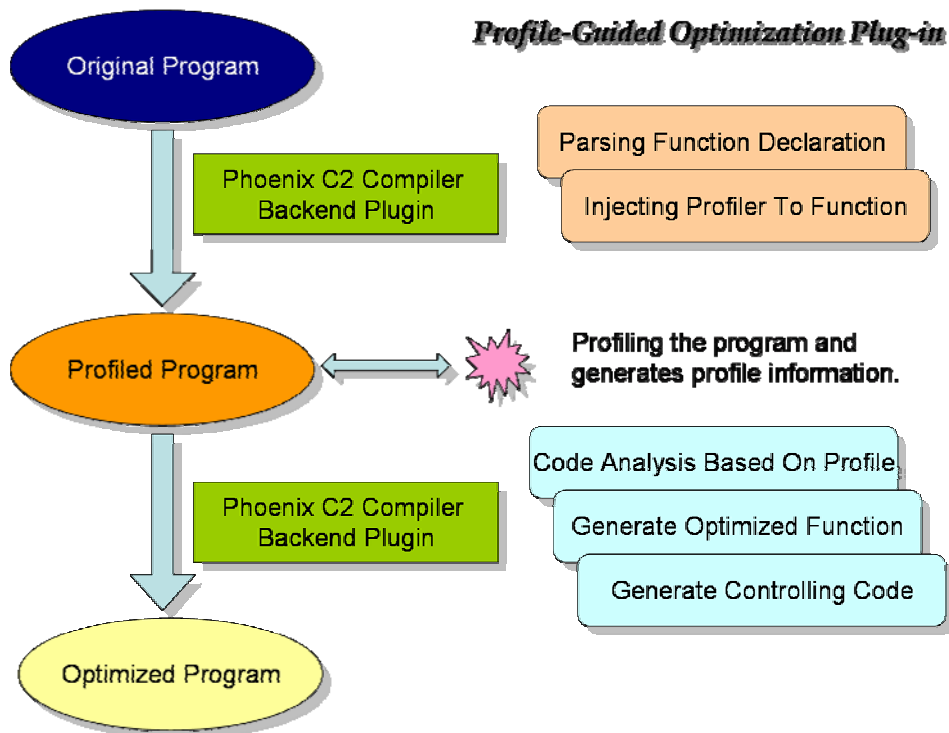 Profile-Guided Optimization Plug-in
Original Program
Phoenix C2 Compiler
Backend Plugin
Parsing Function Declaration
Injecting Profiler To Function
Profiled Program
Profiling the program and
generates profile information.
Phoenix C2 Compiler
Backend Plugin
Code Analysis Based On Profile.
Generate Optimized Function
Generate Controlling Code
Optimized Program